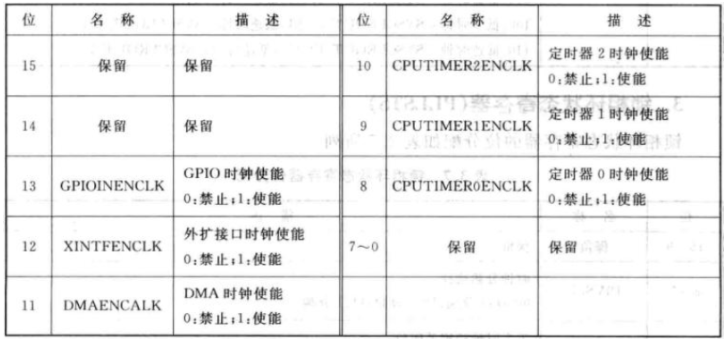 位 名 称 描 述 位 名 称 描 述
15 保留 保留 10 CPUTIMER2ENCLK 定时器 2 时钟使能
0:禁止;1:使能
14 保留 保留 9 CPUTIMER1ENCLK 定时器 1 时钟使能
0:禁止;1:使能
13 GPIOINENCLK GPIO 时钟使能
0:禁止;1:使能
8 CPUTIMER0ENCLK 定时器 0 时钟使能
0:禁止;1:使能
12 XINTFENCLK 外扩接口时钟使能
0:禁止;1:使能
7～0 保留 保留
11 DMAENCALK DMA 时钟使能
0:禁止;1:使能